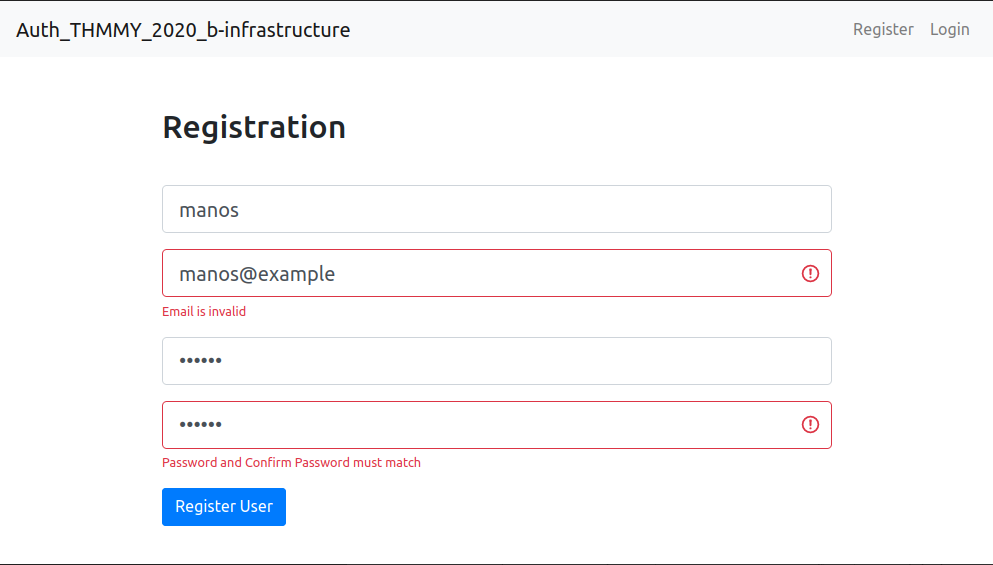 Auth_THMMY_2020_b-infrastructure
Register Login
Registration
manos
manos@example
Email is invalid
••••••
••••••
Password and Confirm Password must match
Register User